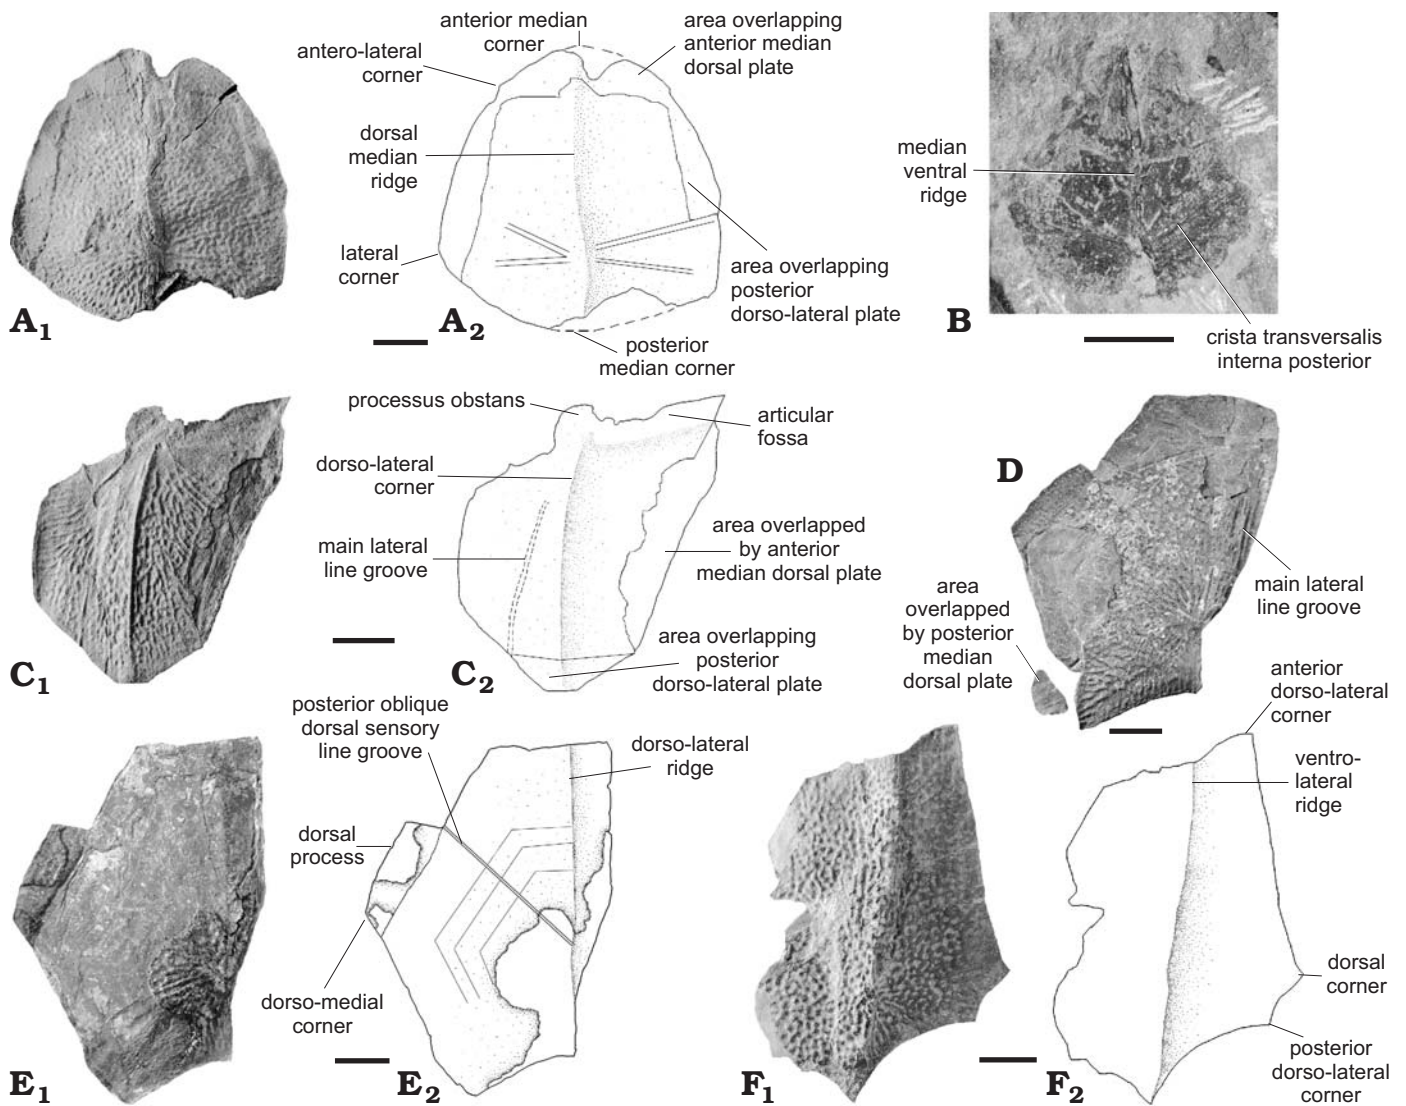 anterior median
corner
area overlapping
anterior median
dorsal plate
antero-lateral
corner
dorsal
median
ridge
lateral
corner
area overlapping
posterior
dorso-lateral plate
posterior
median corner
A1
A2
median
ventral
ridge
B
crista transversalis
interna posterior
processus obstans
articular
fossa
dorso-lateral
corner
main lateral
line groove
area overlapped
by anterior
median dorsal plate
area overlapping
posterior
dorso-lateral plate
C1
C2
D
main lateral
line groove
area
overlapped
by posterior
median
dorsal plate
posterior oblique
dorsal sensory
line groove
dorso-lateral
ridge
dorsal
process
dorso-medial
corner
E1
E2
anterior
dorso-lateral
corner
ventro-
lateral
ridge
dorsal
corner
posterior
dorso-lateral
corner
F1
F2